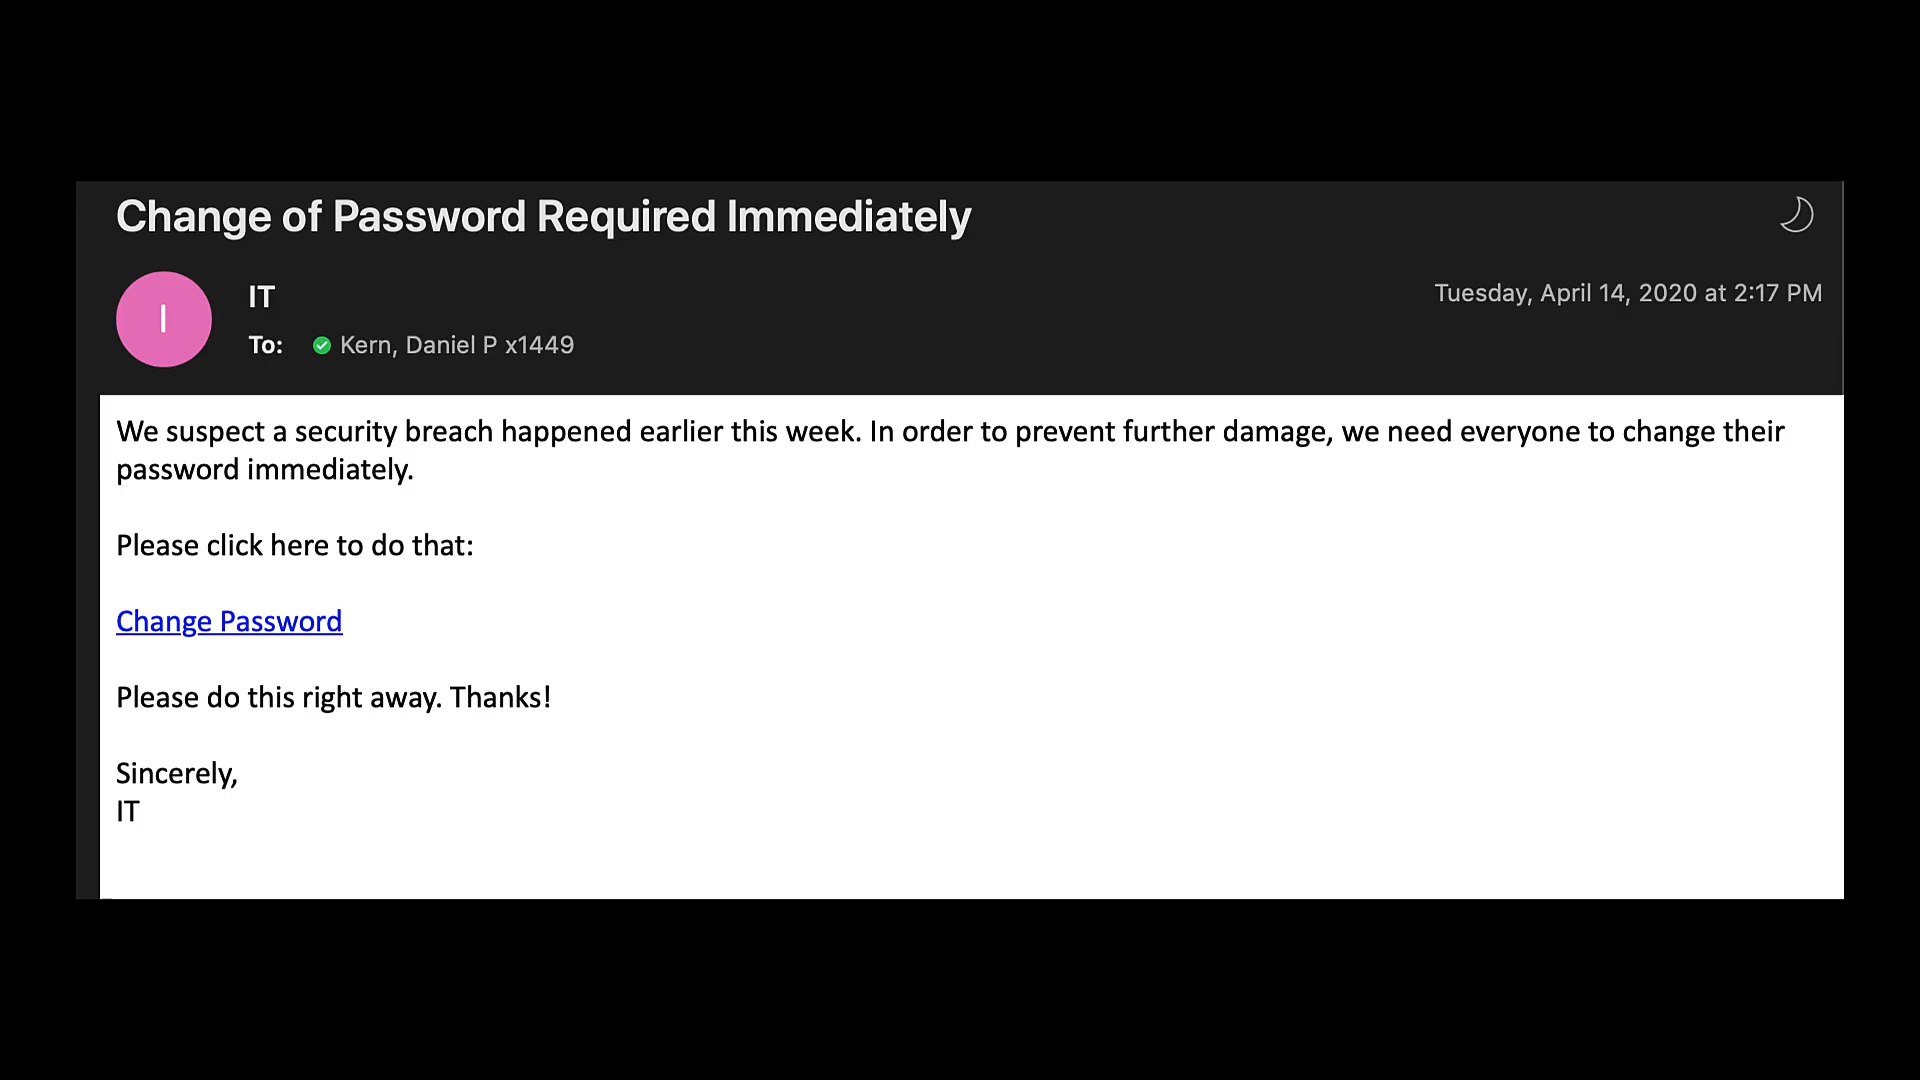 Change of Password Required Immediately
I
IT
Tuesday, April 14, 2020 at 2:17 PM
To: Kern, Daniel P x1449
We suspect a security breach happened earlier this week. In order to prevent further damage, we need everyone to change their
password immediately.
Please click here to do that:
Change Password
Please do this right away. Thanks!
Sincerely,
IT